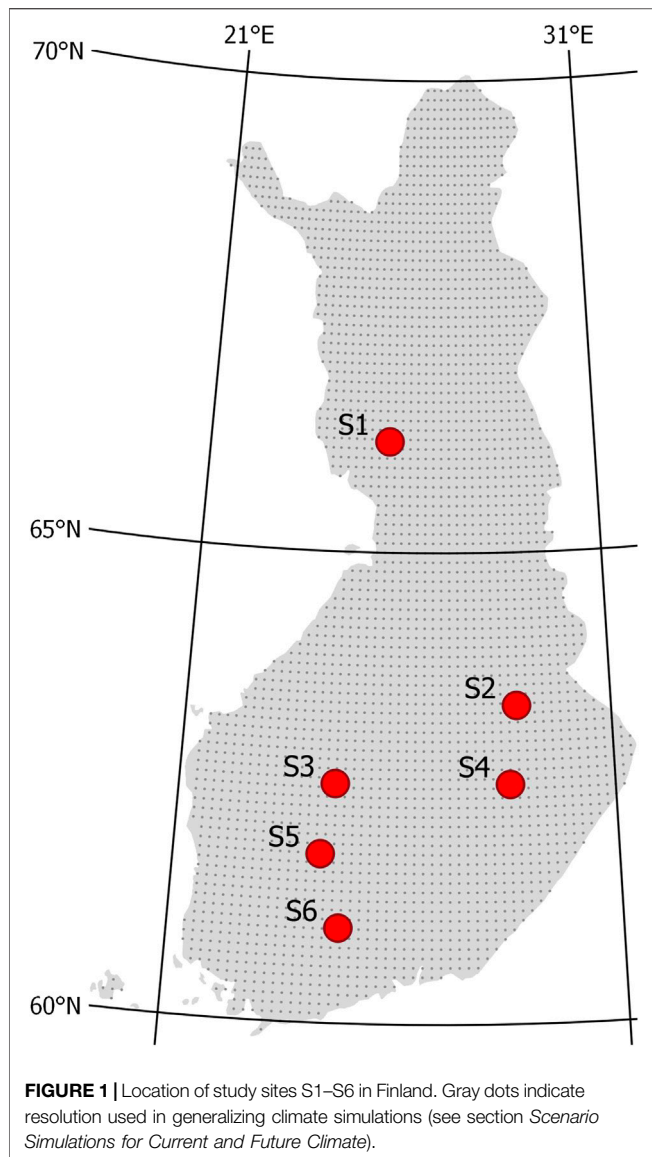 21°E 31°E
70°N
S1
65°N
S2
S3 S4
S5
S6
60°N
FIGURE 1 | Location of study sites S1–S6 in Finland. Gray dots indicate
resolution used in generalizing climate simulations (see section Scenario
Simulations for Current and Future Climate).